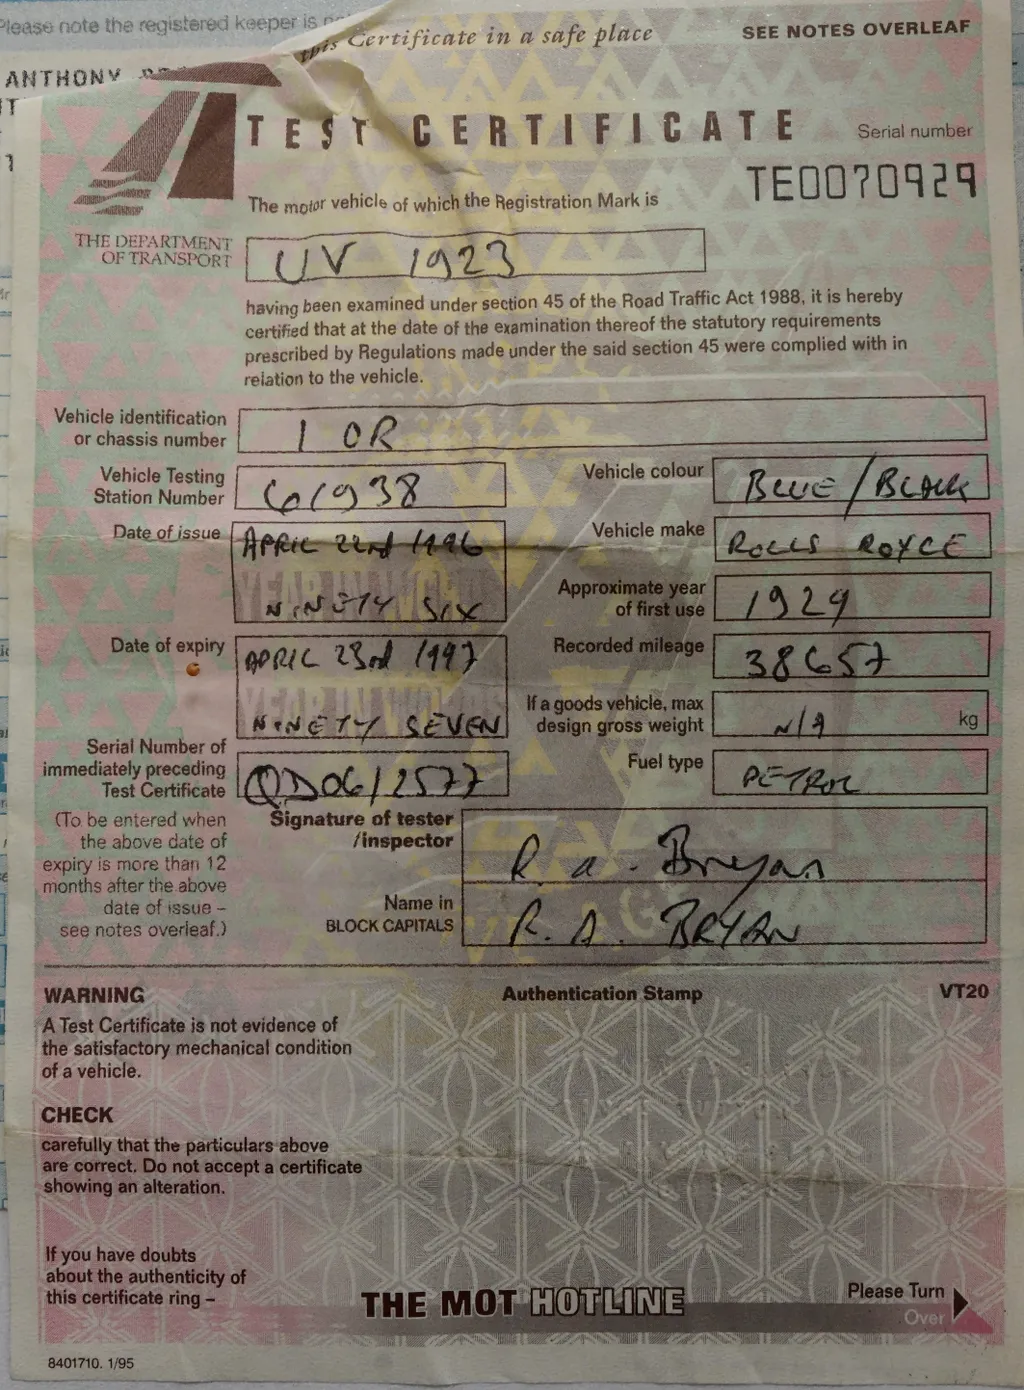 Please note the registered keeper is
ANTHONY
this Certificate in a safe place
SEE NOTES OVERLEAF
TEST CERTIFICATE
Serial number
TE0070929
The motor vehicle of which the Registration Mark is
THE DEPARTMENT
OF TRANSPORT
UV 1923
having been examined under section 45 of the Road Traffic Act 1988, it is hereby
certified that at the date of the examination thereof the statutory requirements
prescribed by Regulations made under the said section 45 were complied with in
relation to the vehicle.
Vehicle identification
or chassis number
1 OR
Vehicle Testing
Station Number
61938
Vehicle colour
BLUE/BLACK
Date of issue
APRIL 22nd 1996
YEAR IN WORDS
NINETY SIX
Vehicle make
ROLLS ROYCE
Approximate year
of first use
1929
Date of expiry
APRIL 23rd 1997
YEAR IN WORDS
NINETY SEVEN
Recorded mileage
38657
If a goods vehicle, max
design gross weight
N/A
kg
Serial Number of
immediately preceding
Test Certificate
QD0612577
Fuel type
PETROL
(To be entered when
the above date of
expiry is more than 12
months after the above
date of issue –
see notes overleaf.)
Signature of tester
/inspector
R. a. Bryan
Name in
BLOCK CAPITALS
R. A. BRYAN
WARNING
Authentication Stamp
VT20
A Test Certificate is not evidence of
the satisfactory mechanical condition
of a vehicle.
CHECK
carefully that the particulars above
are correct. Do not accept a certificate
showing an alteration.
If you have doubts
about the authenticity of
this certificate ring –
THE MOT HOTLINE
Please Turn
Over
8401710. 1/95